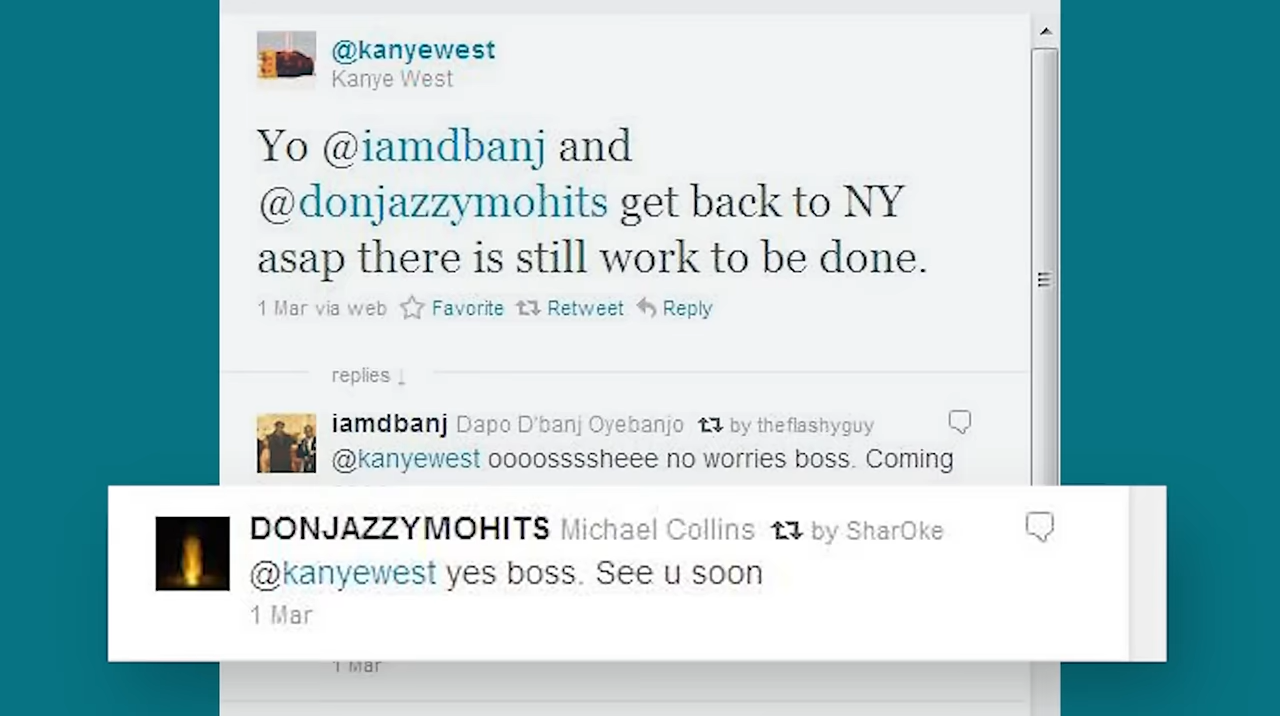 @kanyewest
Kanye West
Yo @iamdbanj and
@donjazzymohits get back to NY
asap there is still work to be done.
1 Mar via web Favorite Retweet Reply
replies ↓
iamdbanj Dapo D'banj Oyebanjo by theflashyguy
@kanyewest oooossssheee no worries boss. Coming
DONJAZZYMOHITS Michael Collins by SharOke
@kanyewest yes boss. See u soon
1 Mar
1 Mar